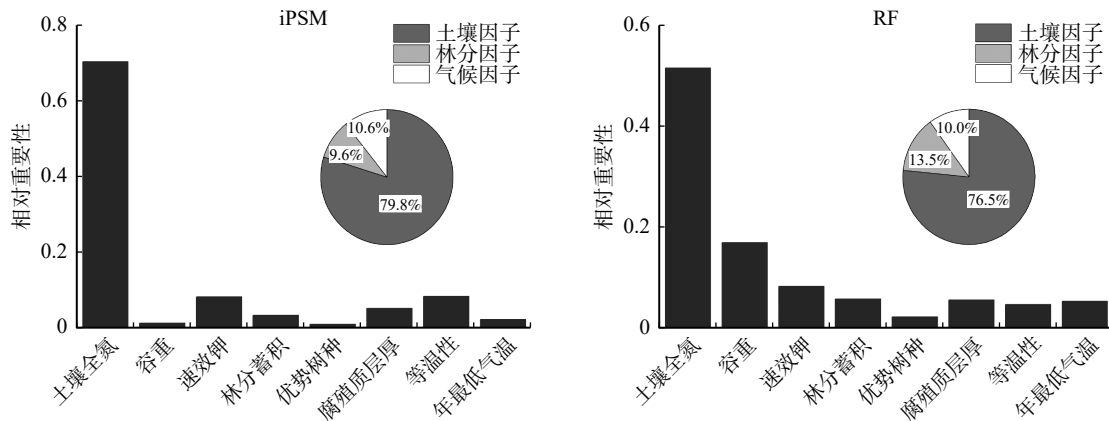 iPSM
0.8
0.6
0.4
0.2
0
相对重要性
土壤因子
林分因子
气候因子
10.6%
9.6%
79.8%
土壤全氮
容重
速效钾
林分蓄积
优势树种
腐殖质层厚
等温性
年最低气温
RF
0.6
0.4
0.2
0
相对重要性
土壤因子
林分因子
气候因子
10.0%
13.5%
76.5%
土壤全氮
容重
速效钾
林分蓄积
优势树种
腐殖质层厚
等温性
年最低气温